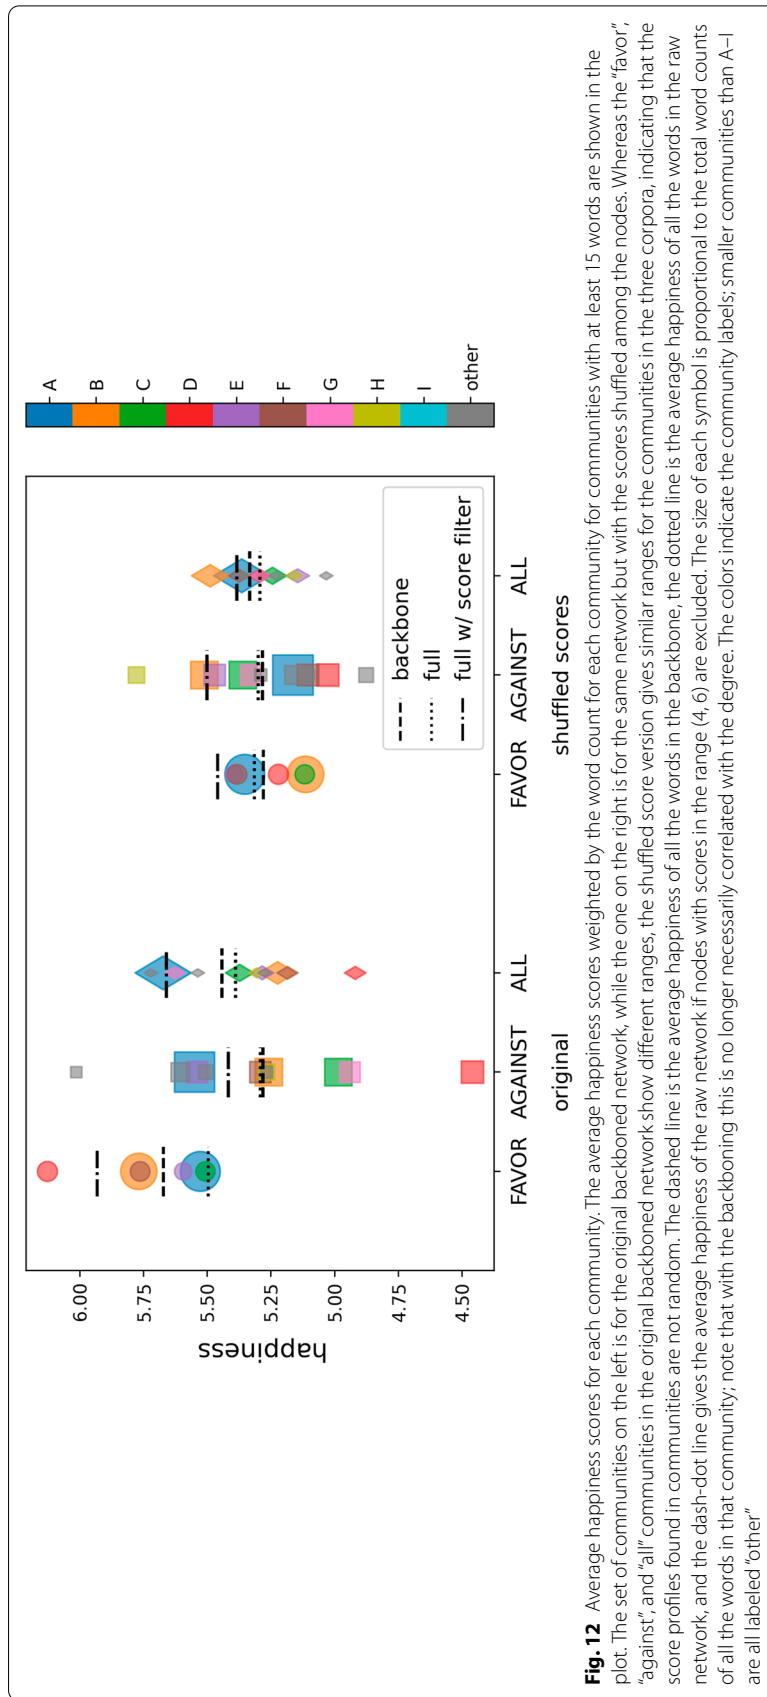 6.00
5.75
5.50
5.25
5.00
4.75
4.50
happiness
FAVOR AGAINST ALL FAVOR AGAINST ALL
original shuffled scores
backbone
full
full w/ score filter
A
B
C
D
E
F
G
H
I
other
Fig. 12 Average happiness scores for each community. The average happiness scores weighted by the word count for each community for communities with at least 15 words are shown in the
plot. The set of communities on the left is for the original backboned network, while the one on the right is for the same network but with the scores shuffled among the nodes. Whereas the “favor”,
“against”, and “all” communities in the original backboned network show different ranges, the shuffled score version gives similar ranges for the communities in the three corpora, indicating that the
score profiles found in communities are not random. The dashed line is the average happiness of all the words in the backbone, the dotted line is the average happiness of all the words in the raw
network, and the dash-dot line gives the average happiness of the raw network if nodes with scores in the range (4, 6) are excluded. The size of each symbol is proportional to the total word counts
of all the words in that community; note that with the backboning this is no longer necessarily correlated with the degree. The colors indicate the community labels; smaller communities than A–I
are all labeled “other”